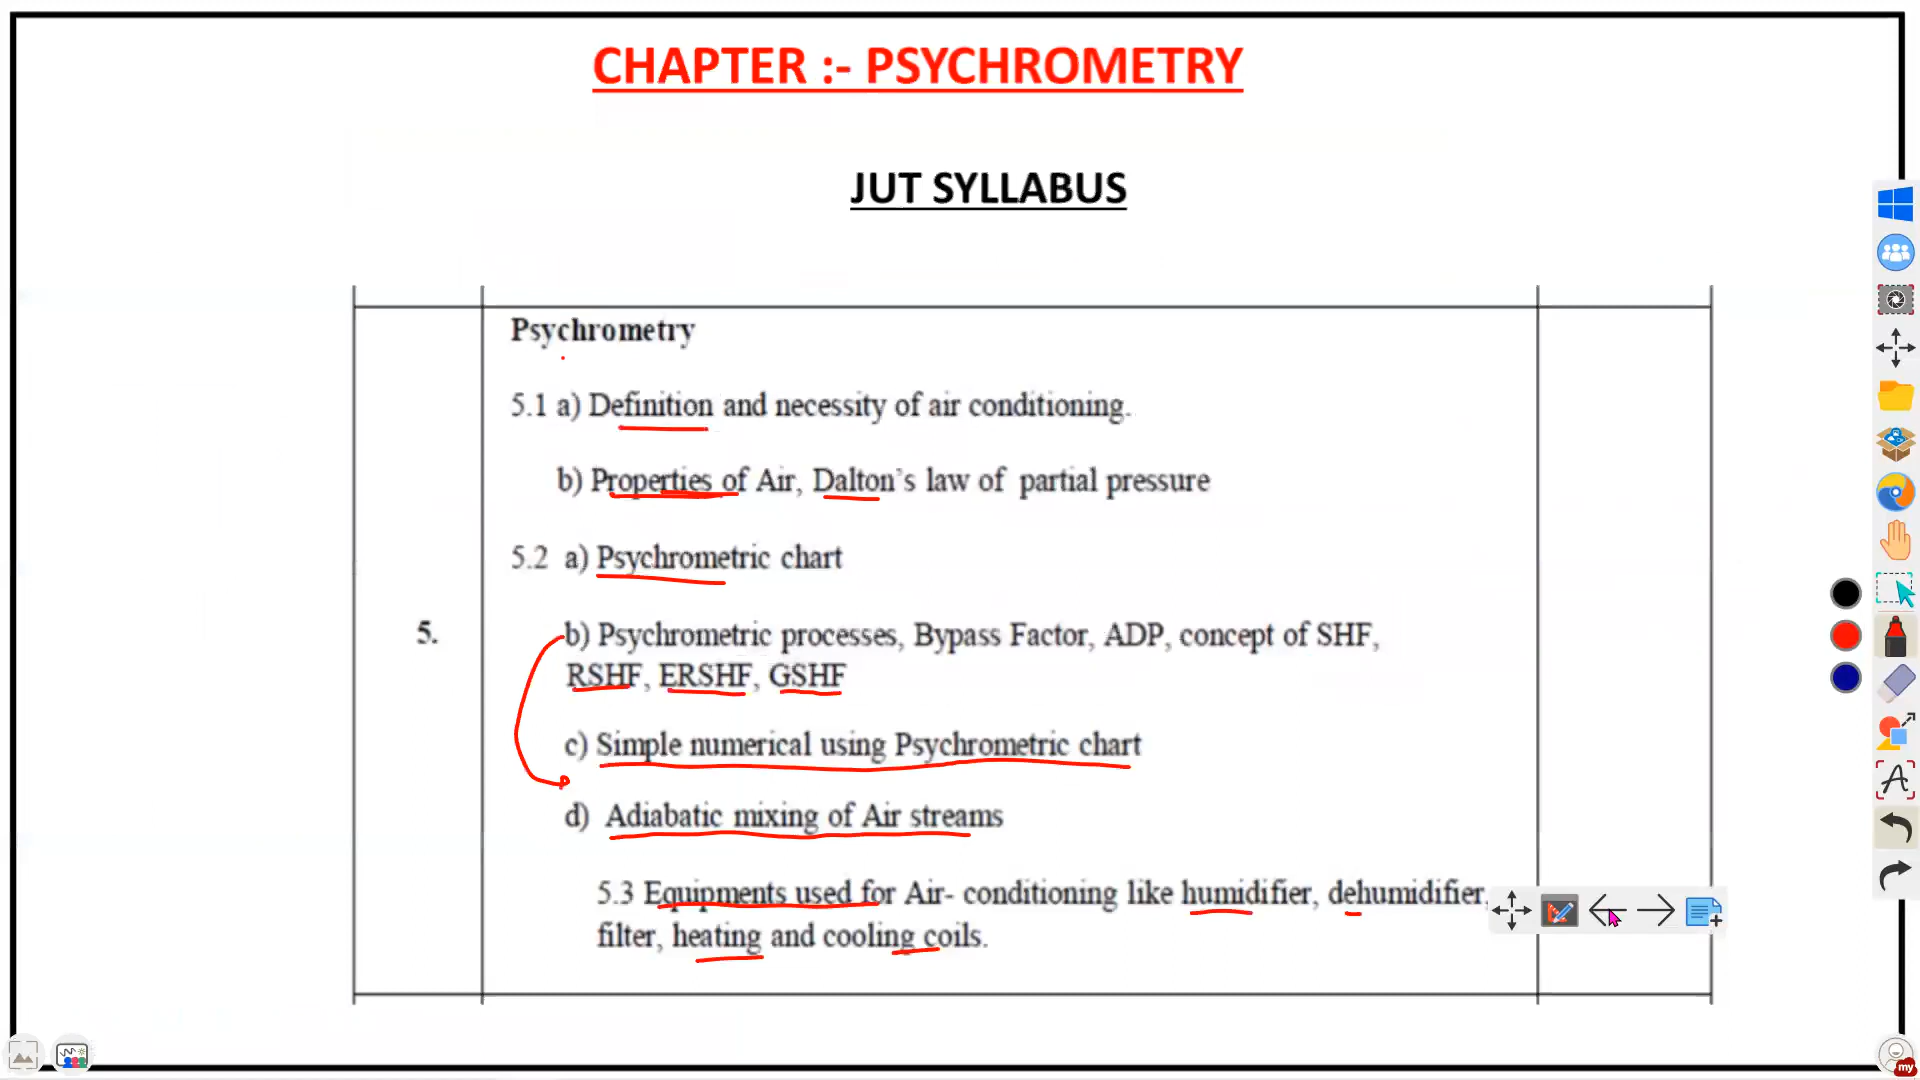 CHAPTER :- PSYCHROMETRY
JUT SYLLABUS
Psychrometry
5.1 a) Definition and necessity of air conditioning.
b) Properties of Air, Dalton's law of partial pressure
5.2 a) Psychrometric chart
5.
b) Psychrometric processes, Bypass Factor, ADP, concept of SHF,
RSHF, ERSHF, GSHF
c) Simple numerical using Psychrometric chart
d) Adiabatic mixing of Air streams
5.3 Equipments used for Air- conditioning like humidifier, dehumidifier,
filter, heating and cooling coils.
my